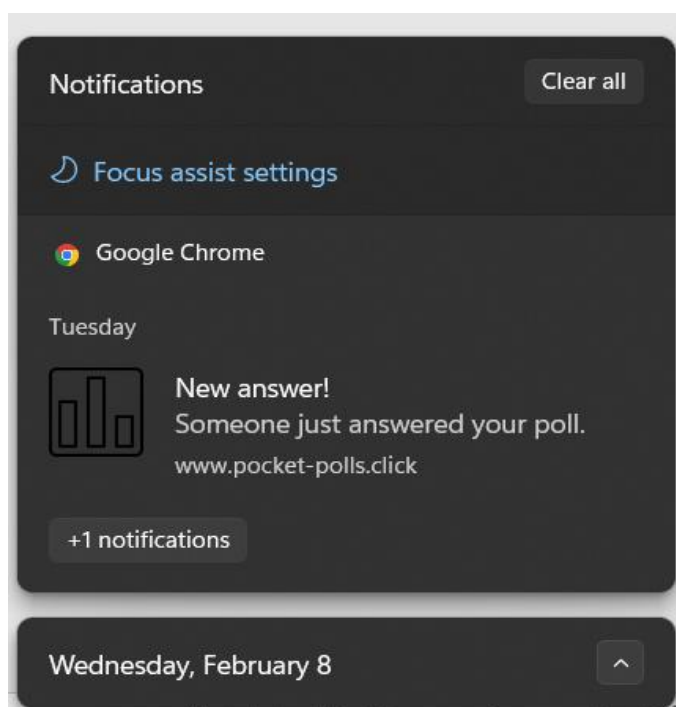 Notifications
Clear all
Focus assist settings
Google Chrome
Tuesday
New answer!
Someone just answered your poll.
www.pocket-polls.click
+1 notifications
Wednesday, February 8